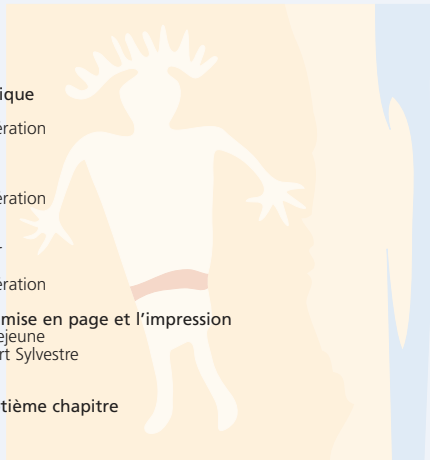 ique
ération
ération
ération
mise en page et l'impression
ejeune
rt Sylvestre
tième chapitre